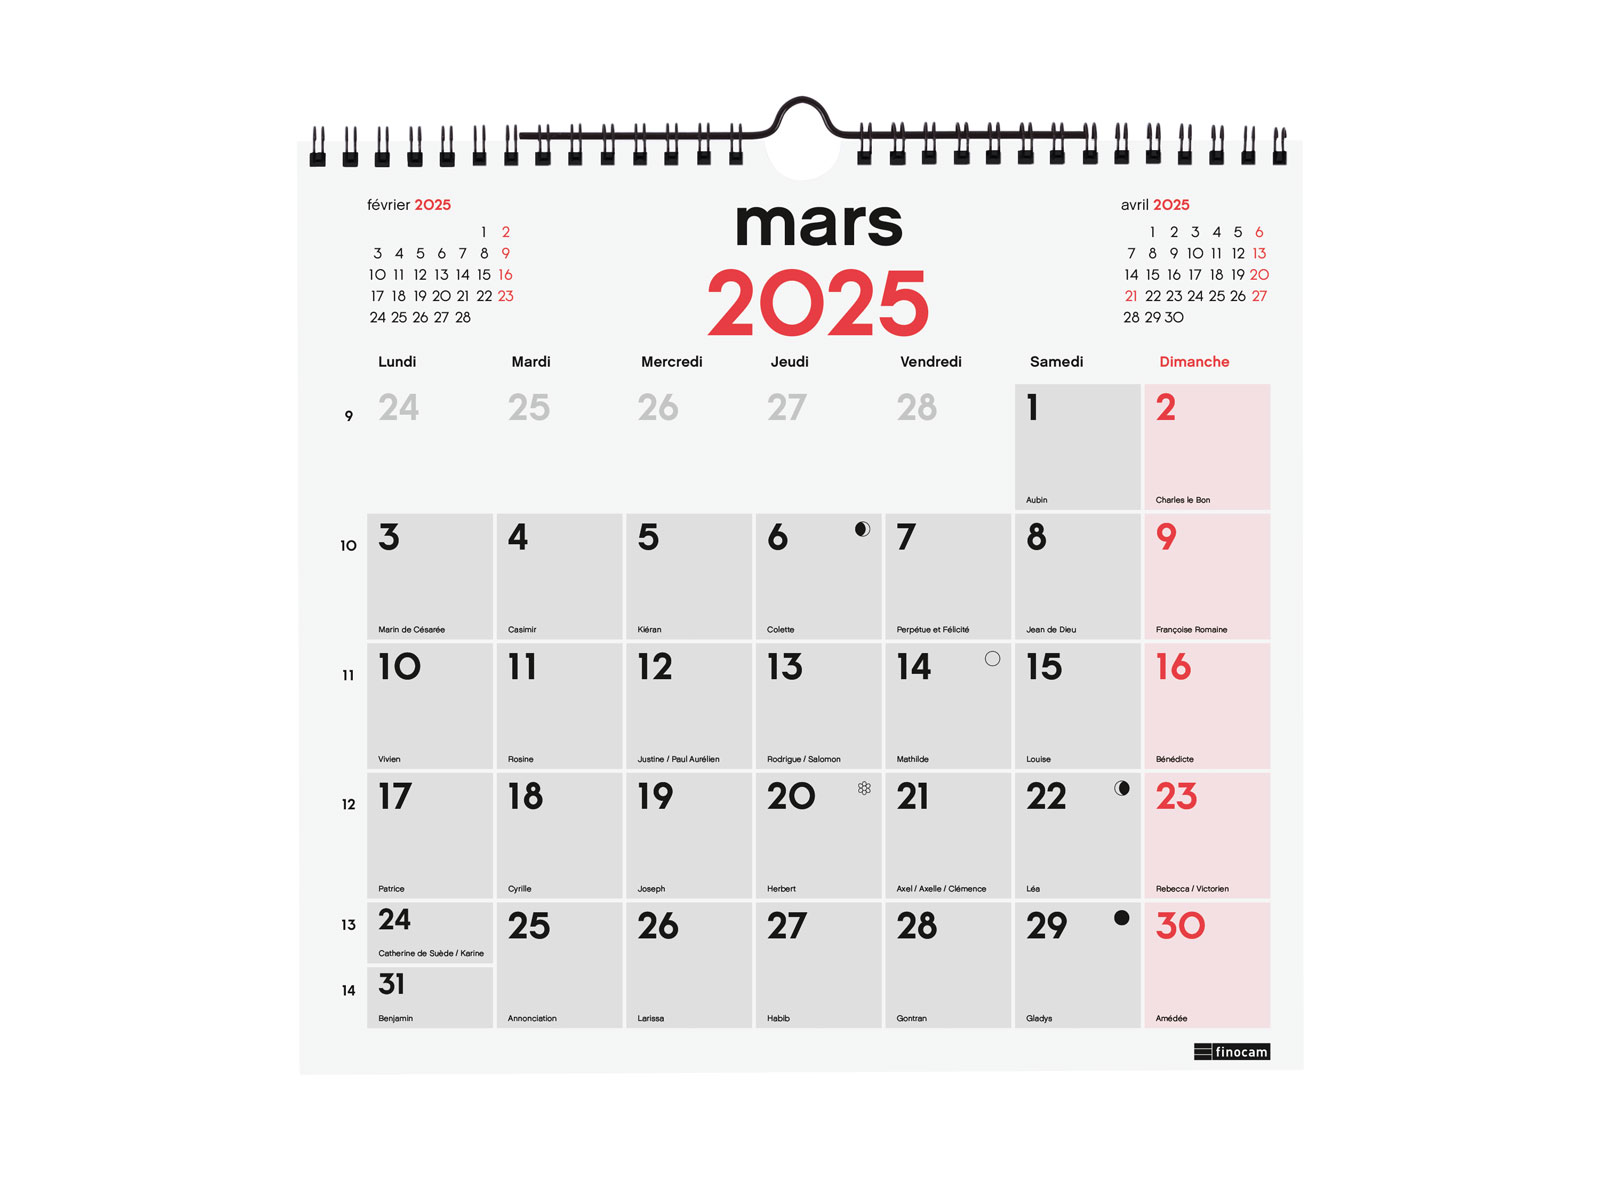 février 2025
1 2
3 4 5 6 7 8 9
10 11 12 13 14 15 16
17 18 19 20 21 22 23
24 25 26 27 28
mars
2025
avril 2025
1 2 3 4 5 6
7 8 9 10 11 12 13
14 15 16 17 18 19 20
21 22 23 24 25 26 27
28 29 30
Lundi Mardi Mercredi Jeudi Vendredi Samedi Dimanche
9 24 25 26 27 28 1 2
Aubin Charles le Bon
10 3 4 5 6 7 8 9
Marin de Césarée Casimir Kiéran Colette Perpétue et Félicité Jean de Dieu Françoise Romaine
11 10 11 12 13 14 15 16
Vivien Rosine Justine / Paul Aurélien Rodrigue / Salomon Mathilde Louise Bénédicte
12 17 18 19 20 21 22 23
Patrice Cyrille Joseph Herbert Axel / Axelle / Clémence Léa Rebecca / Victorien
13 24 25 26 27 28 29 30
Catherine de Suède / Karine
14 31
Benjamin Annonciation Larissa Habib Gontran Gladys Amédée
finocam